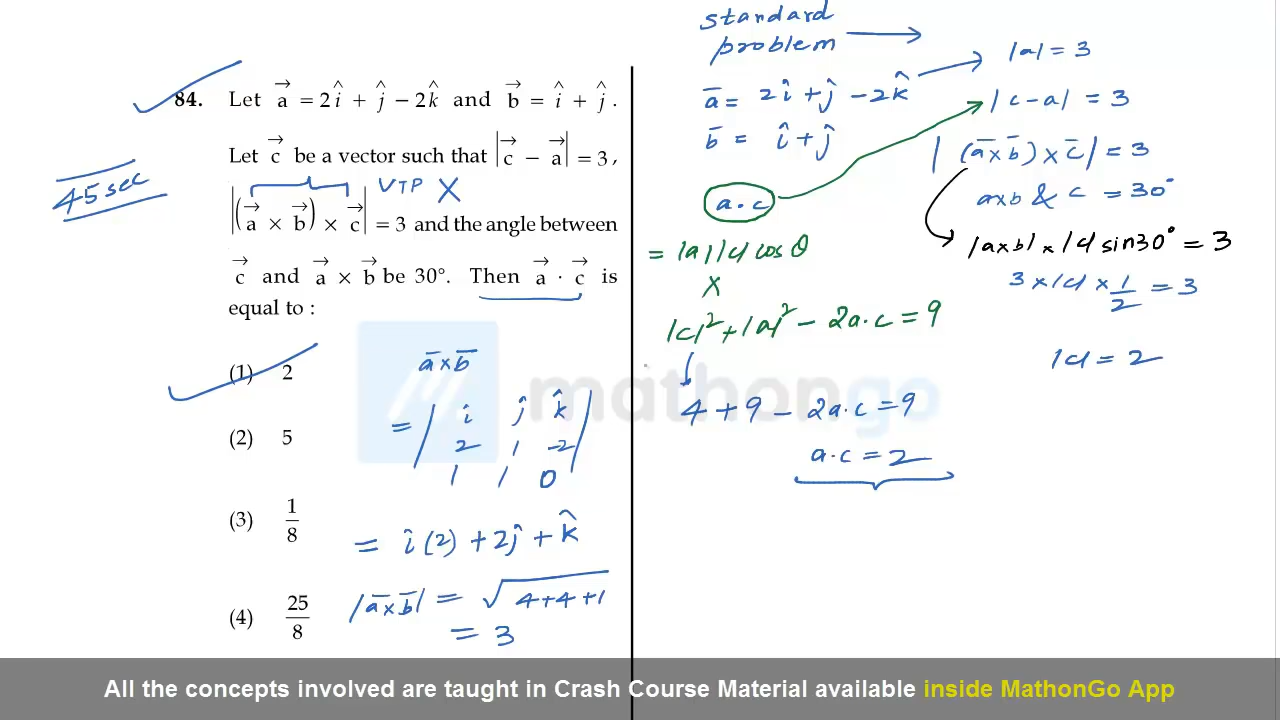 84. Let a⃗ = 2î + ĵ − 2k̂ and b⃗ = î + ĵ .
Let c⃗ be a vector such that |c⃗ − a⃗| = 3,
|(a⃗ × b⃗) × c⃗| = 3 and the angle between
c⃗ and a⃗ × b⃗ be 30°. Then a⃗ · c⃗ is
equal to :
(1) 2
(2) 5
(3) 1/8
(4) 25/8
45 sec
VTP X
a̅×b̅
= | î ĵ k̂
2 1 -2
1 1 0 |
= î(2) + 2ĵ + k̂
|a̅×b̅| = √4+4+1
= 3
standard
problem
a̅ = 2î+ĵ −2k̂
b̅ = î+ĵ
a·c
= |a||c| cos θ
X
|c|²+|a|² − 2a·c = 9
4 + 9 − 2a·c = 9
a·c = 2
|a| = 3
|c−a| = 3
|(a̅×b̅)×c̅| = 3
a×b & c = 30°
|a×b| × |c| sin30° = 3
3 × |c| × 1/2 = 3
|c| = 2
mathongo
All the concepts involved are taught in Crash Course Material available inside MathonGo App